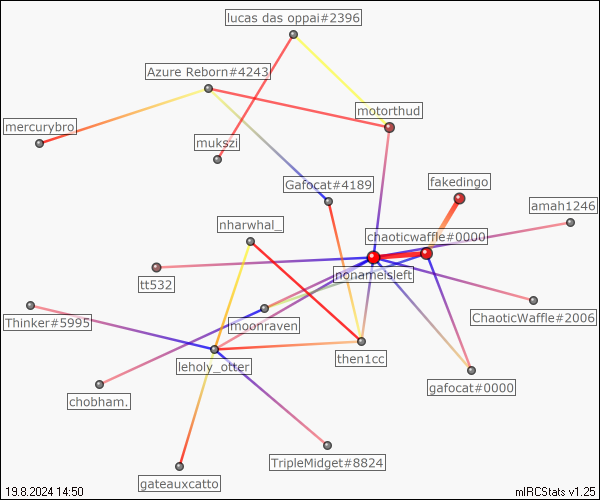 lucas das oppai#2396
Azure Reborn#4243
motorthud
mercurybro
mukszi
Gafocat#4189
fakedingo
amah1246
nharwhal_
chaoticwaffle#0000
nonameisleft
tt532
ChaoticWaffle#2006
Thinker#5995
moonraven
then1cc
leholy_otter
gafocat#0000
chobham.
TripleMidget#8824
gateauxcatto
19.8.2024 14:50
mIRCStats v1.25